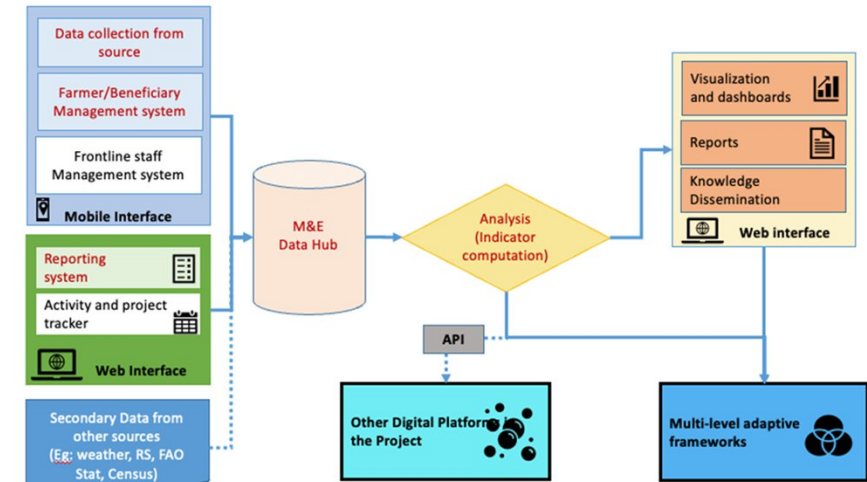 Data collection from
source
Farmer/Beneficiary
Management system
Frontline staff
Management system
Mobile Interface
Reporting
system
Activity and project
tracker
Web Interface
Secondary Data from
other sources
(Eg: weather, RS, FAO
Stat, Census)
M&E
Data Hub
Analysis
(Indicator
computation)
API
Other Digital Platforms
the Project
Visualization
and dashboards
Reports
Knowledge
Dissemination
Web interface
Multi-level adaptive
frameworks